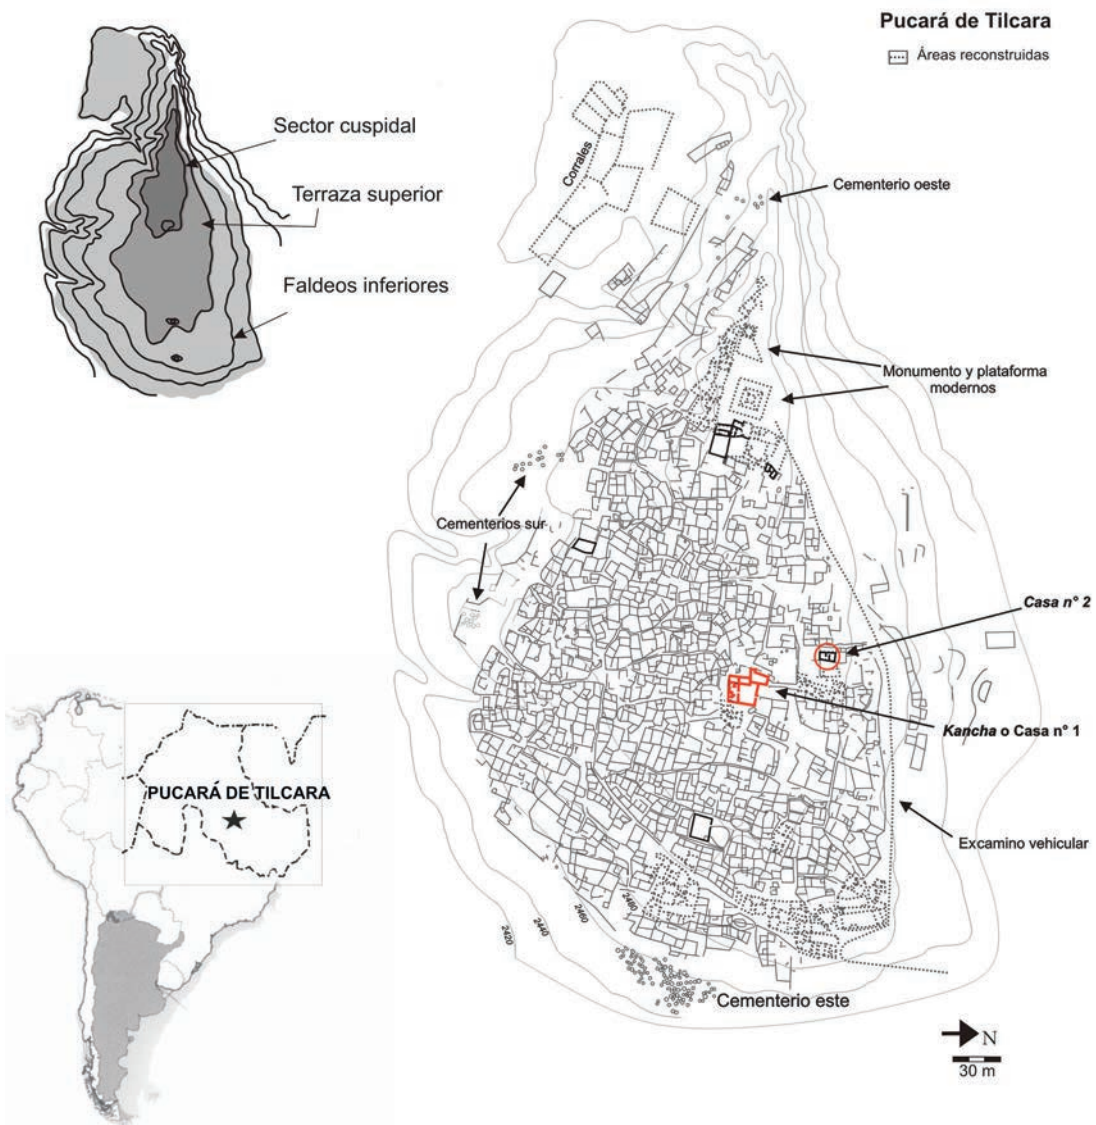 Pucará de Tilcara
Áreas reconstruidas
Sector cuspidal
Terraza superior
Faldeos inferiores
Corrales
Cementerio oeste
Monumento y plataforma
modernos
Cementerios sur
Casa n° 2
Kancha o Casa n° 1
Excamino vehicular
2480
2460
2440
2420
Cementerio este
N
30 m
PUCARÁ DE TILCARA